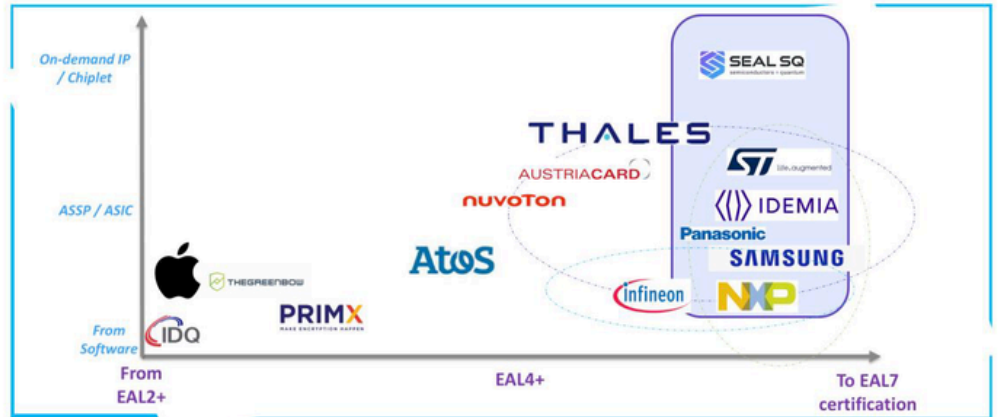 On-demand IP
/ Chiplet
SEAL SQ
semiconductors + quantum
THALES
life.augmented
AUSTRIACARD
nuvoTon
IDEMIA
ASSP / ASIC
Panasonic
Atos
SAMSUNG
THEGREENBOW
infineon
NXP
PRIMX
MAKE ENCRYPTION HAPPEN
From
Software
IDQ
From
EAL2+
EAL4+
To EAL7
certification